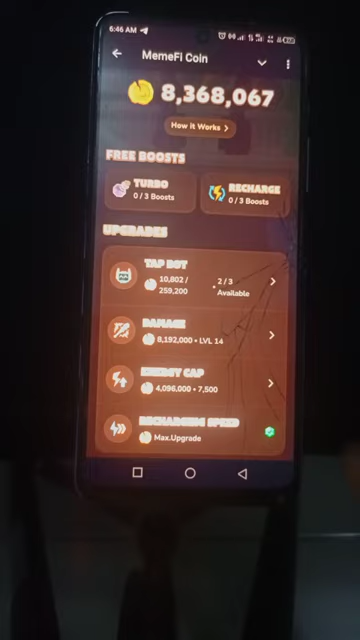 6:46 AM
MemeFi Coin
8,368,067
How it Works >
FREE BOOSTS
TURBO
0 / 3 Boosts
RECHARGE
0 / 3 Boosts
UPGRADES
TAP BOT
10,802 / 259,200 • 2 / 3 Available
DAMAGE
8,192,000 • LVL 14
ENERGY CAP
4,096,000 • 7,500
RECHARGING SPEED
Max.Upgrade